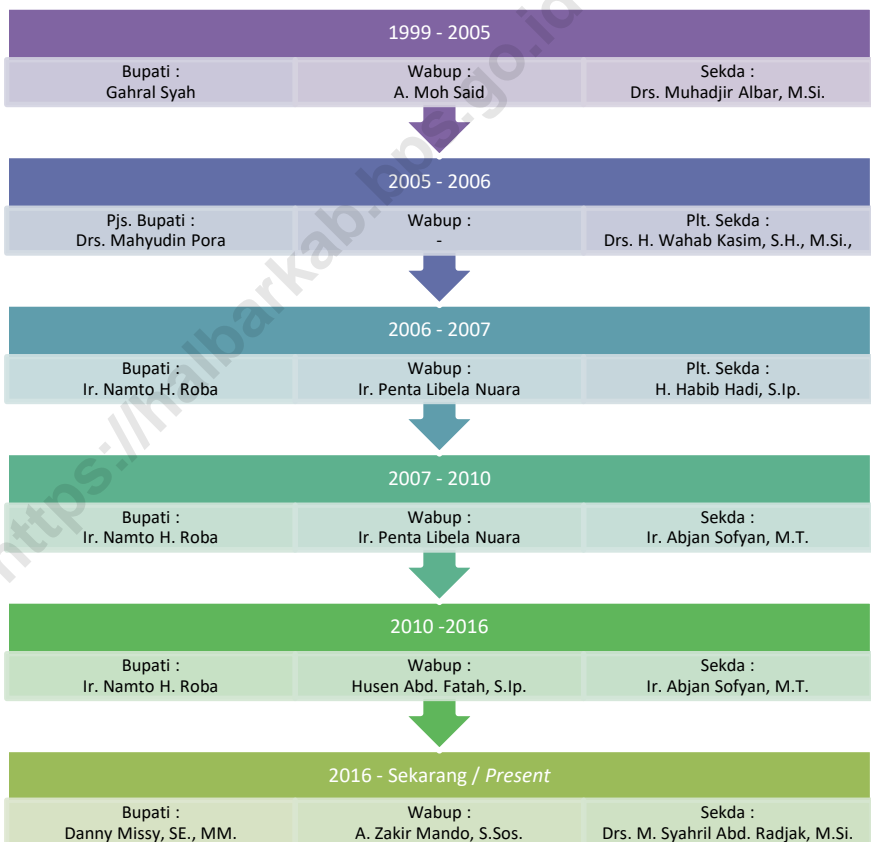 1999 - 2005
Bupati :
Gahral Syah
Wabup :
A. Moh Said
Sekda :
Drs. Muhadjir Albar, M.Si.
2005 - 2006
Pjs. Bupati :
Drs. Mahyudin Pora
Wabup :
-
Plt. Sekda :
Drs. H. Wahab Kasim, S.H., M.Si.,
2006 - 2007
Bupati :
Ir. Namto H. Roba
Wabup :
Ir. Penta Libela Nuara
Plt. Sekda :
H. Habib Hadi, S.Ip.
2007 - 2010
Bupati :
Ir. Namto H. Roba
Wabup :
Ir. Penta Libela Nuara
Sekda :
Ir. Abjan Sofyan, M.T.
2010 -2016
Bupati :
Ir. Namto H. Roba
Wabup :
Husen Abd. Fatah, S.Ip.
Sekda :
Ir. Abjan Sofyan, M.T.
2016 - Sekarang / Present
Bupati :
Danny Missy, SE., MM.
Wabup :
A. Zakir Mando, S.Sos.
Sekda :
Drs. M. Syahril Abd. Radjak, M.Si.
https://halbarkab.bps.go.id